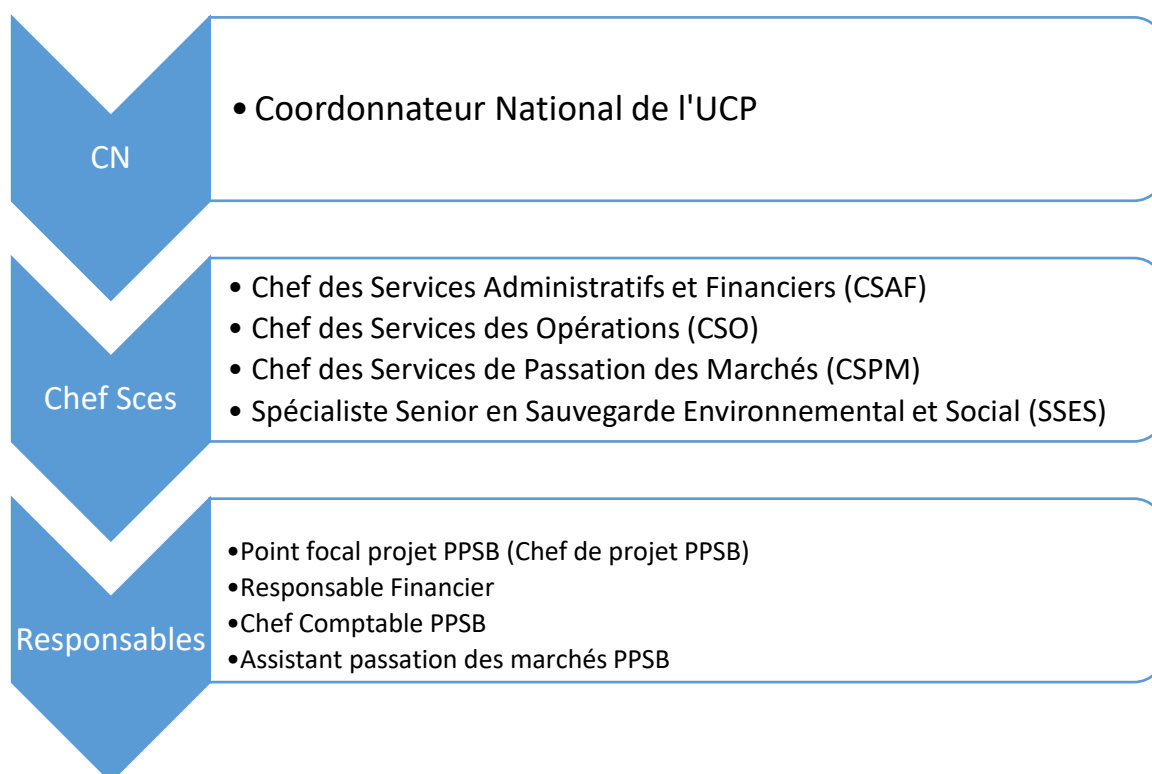 CN
• Coordonnateur National de l'UCP
Chef Sces
• Chef des Services Administratifs et Financiers (CSAF)
• Chef des Services des Opérations (CSO)
• Chef des Services de Passation des Marchés (CSPM)
• Spécialiste Senior en Sauvegarde Environnemental et Social (SSES)
Responsables
•Point focal projet PPSB (Chef de projet PPSB)
•Responsable Financier
•Chef Comptable PPSB
•Assistant passation des marchés PPSB